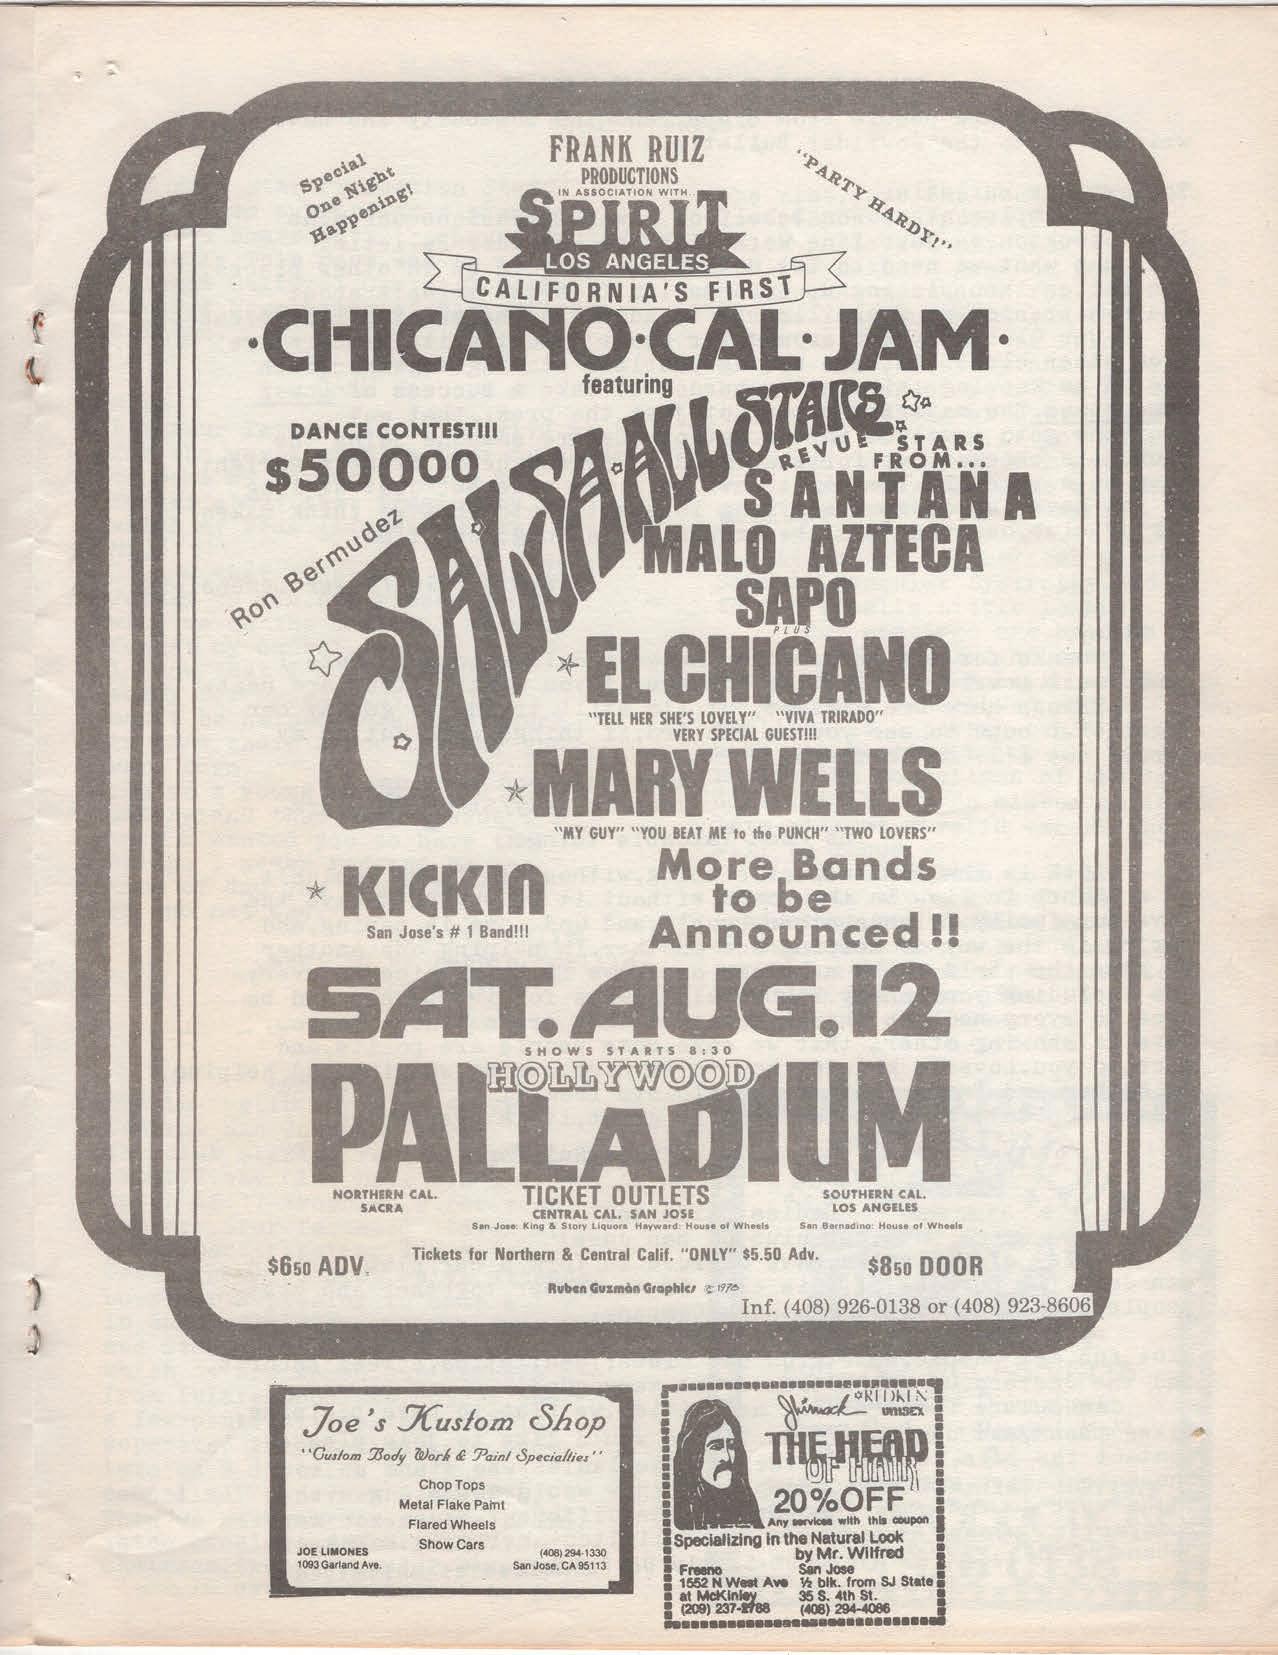 Special
One Night
Happening!
FRANK RUIZ
PRODUCTIONS
IN ASSOCIATION WITH..
SPIRIT
LOS ANGELES
"PARTY HARDY!"
CALIFORNIA'S FIRST
·CHICANO·CAL·JAM·
featuring
DANCE CONTEST!!!
$50000
Ron Bermudez
SALSA ALL STARS
REVUE STARS
FROM...
SANTANA
MALO AZTECA
SAPO
PLUS
EL CHICANO
"TELL HER SHE'S LOVELY" "VIVA TRIRADO"
VERY SPECIAL GUEST!!!
MARY WELLS
"MY GUY" "YOU BEAT ME to the PUNCH" "TWO LOVERS"
KICKIN
San Jose's # 1 Band!!!
More Bands
to be
Announced!!
SAT. AUG. 12
SHOWS STARTS 8:30
HOLLYWOOD
PALLADIUM
NORTHERN CAL.
SACRA
TICKET OUTLETS
CENTRAL CAL. SAN JOSE
San Jose: King & Story Liquors Hayward: House of Wheels
SOUTHERN CAL.
LOS ANGELES
San Bernadino: House of Wheels
$650 ADV.
Tickets for Northern & Central Calif. "ONLY" $5.50 Adv.
$850 DOOR
Ruben Guzmàn Graphics © 1978
Inf. (408) 926-0138 or (408) 923-8606
Joe's Kustom Shop
"Custom Body Work & Paint Specialties"
Chop Tops
Metal Flake Paint
Flared Wheels
Show Cars
JOE LIMONES
1093 Garland Ave.
(408) 294-1330
San Jose, CA 95113
Jhirmack
REDKEN
UNISEX
THE HEAD
OF HAIR
20% OFF
Any services with this coupon
Specializing in the Natural Look
by Mr. Wilfred
Fresno
1552 N West Ave
at McKinley
(209) 237-2788
San Jose
½ blk. from SJ State
35 S. 4th St.
(408) 294-4086